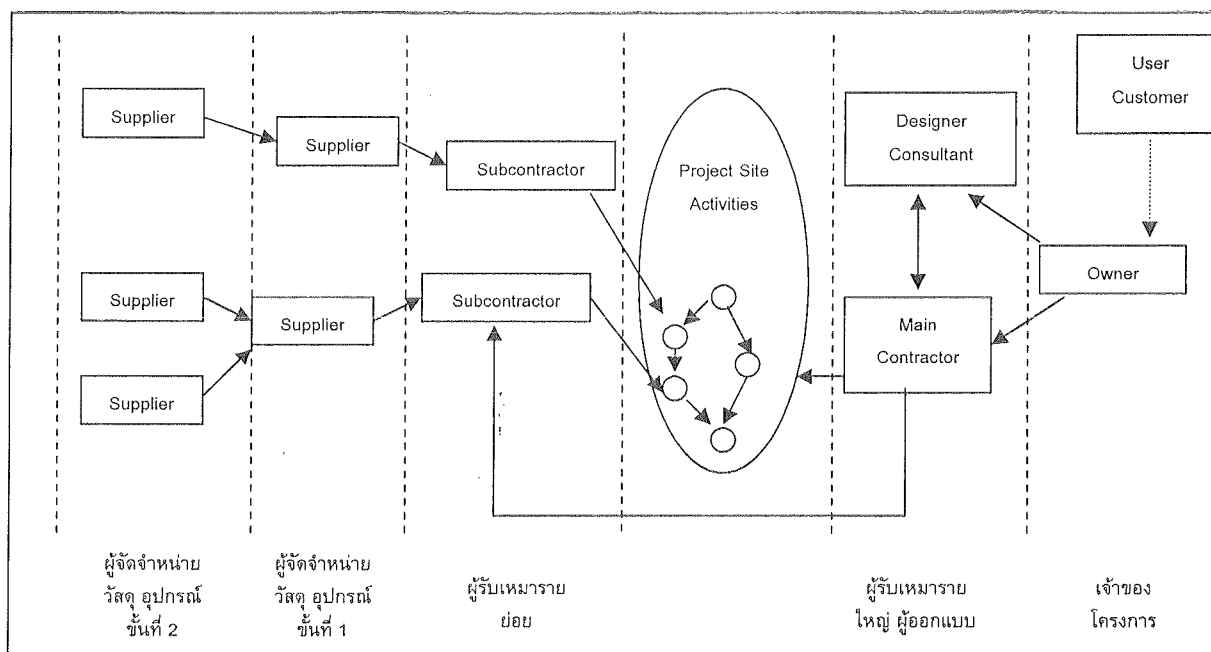 User
Customer
Supplier
Supplier
Designer
Consultant
Subcontractor
Project Site
Activities
Supplier
Subcontractor
Owner
Supplier
Main
Contractor
Supplier
ผู้จัดจำหน่าย
วัสดุ อุปกรณ์
ขั้นที่ 2
ผู้จัดจำหน่าย
วัสดุ อุปกรณ์
ขั้นที่ 1
ผู้รับเหมาราย
ย่อย
ผู้รับเหมาราย
ใหญ่ ผู้ออกแบบ
เจ้าของ
โครงการ